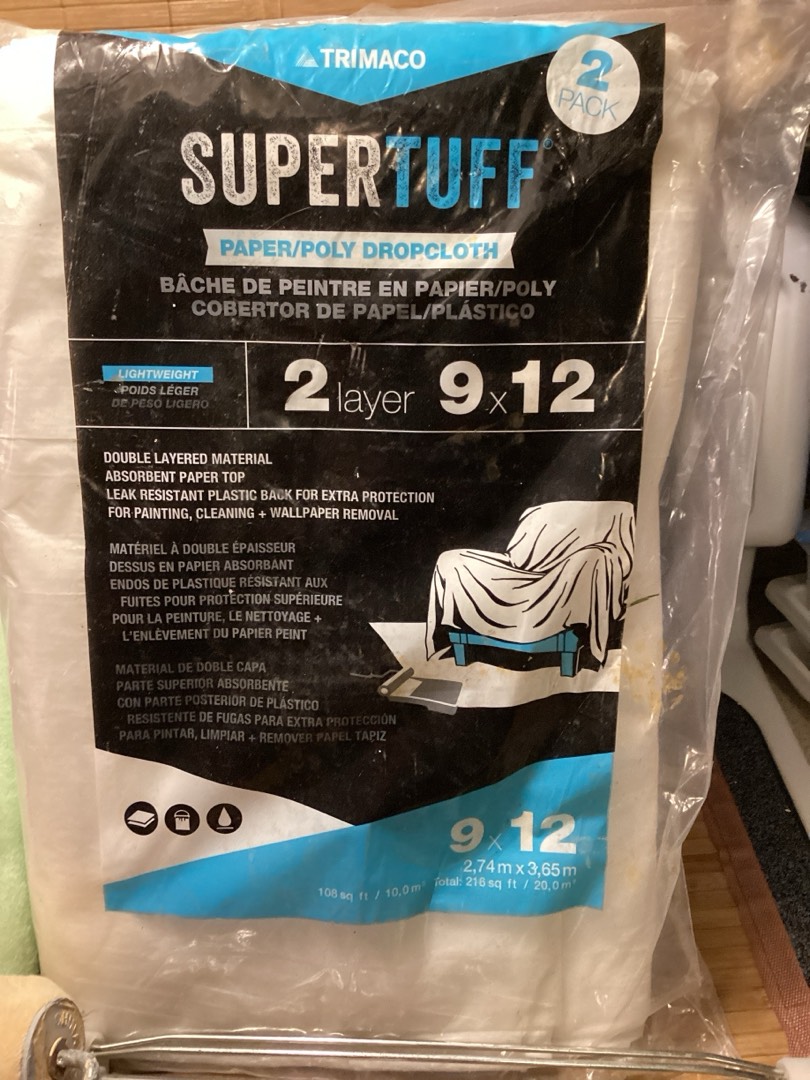 TRIMACO
2
PACK
SUPERTUFF®
PAPER/POLY DROPCLOTH
BÂCHE DE PEINTRE EN PAPIER/POLY
COBERTOR DE PAPEL/PLÁSTICO
LIGHTWEIGHT
POIDS LÉGER
DE PESO LIGERO
2 layer 9 x 12
DOUBLE LAYERED MATERIAL
ABSORBENT PAPER TOP
LEAK RESISTANT PLASTIC BACK FOR EXTRA PROTECTION
FOR PAINTING, CLEANING + WALLPAPER REMOVAL
MATÉRIEL À DOUBLE ÉPAISSEUR
DESSUS EN PAPIER ABSORBANT
ENDOS DE PLASTIQUE RÉSISTANT AUX
FUITES POUR PROTECTION SUPÉRIEURE
POUR LA PEINTURE, LE NETTOYAGE +
L'ENLÈVEMENT DU PAPIER PEINT
MATERIAL DE DOBLE CAPA
PARTE SUPERIOR ABSORBENTE
CON PARTE POSTERIOR DE PLÁSTICO
RESISTENTE DE FUGAS PARA EXTRA PROTECCIÓN
PARA PINTAR, LIMPIAR + REMOVER PAPEL TAPIZ
9 x 12
2,74 m x 3,65 m
108 sq ft / 10,0 m² Total: 216 sq ft / 20,0 m²